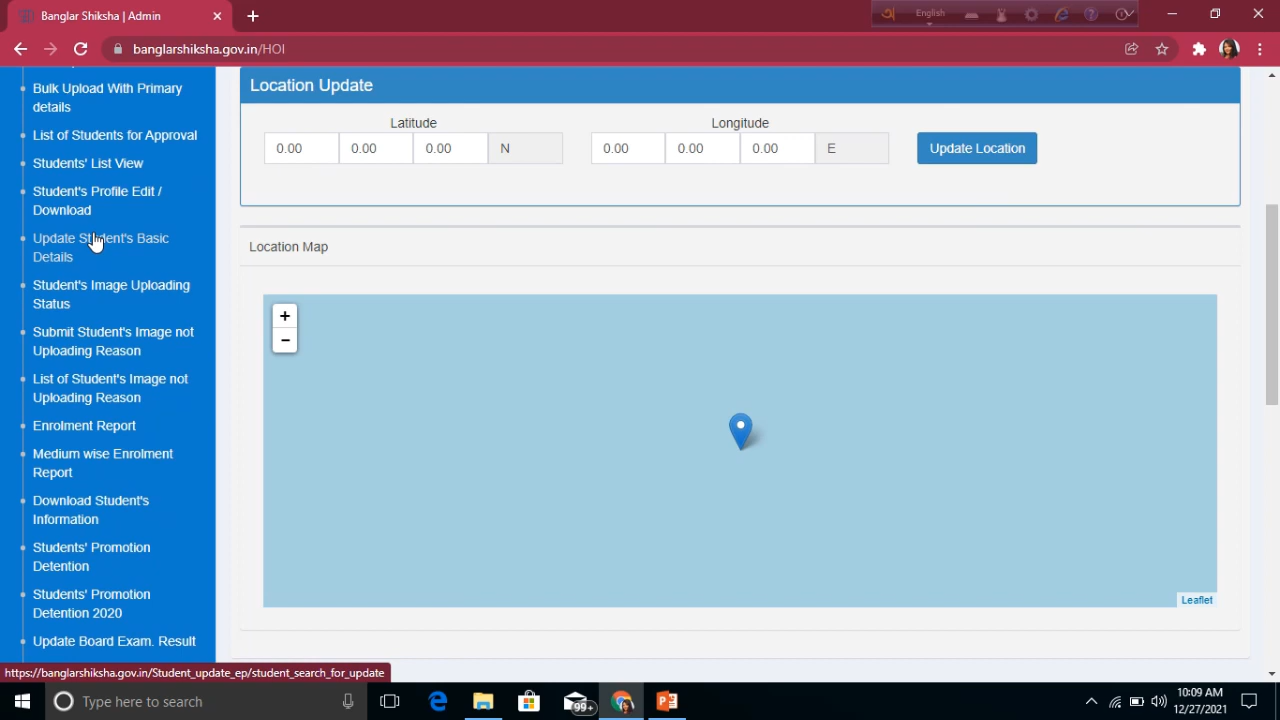 Banglar Shiksha | Admin
English
banglarshiksha.gov.in/HOI
Bulk Upload With Primary
details
List of Students for Approval
Students' List View
Student's Profile Edit /
Download
Update Student's Basic
Details
Student's Image Uploading
Status
Submit Student's Image not
Uploading Reason
List of Student's Image not
Uploading Reason
Enrolment Report
Medium wise Enrolment
Report
Download Student's
Information
Students' Promotion
Detention
Students' Promotion
Detention 2020
Update Board Exam. Result
Location Update
Latitude
Longitude
0.00 0.00 0.00 N
0.00 0.00 0.00 E
Update Location
Location Map
+
−
Leaflet
https://banglarshiksha.gov.in/Student_update_ep/student_search_for_update
Type here to search
99+
10:09 AM
12/27/2021